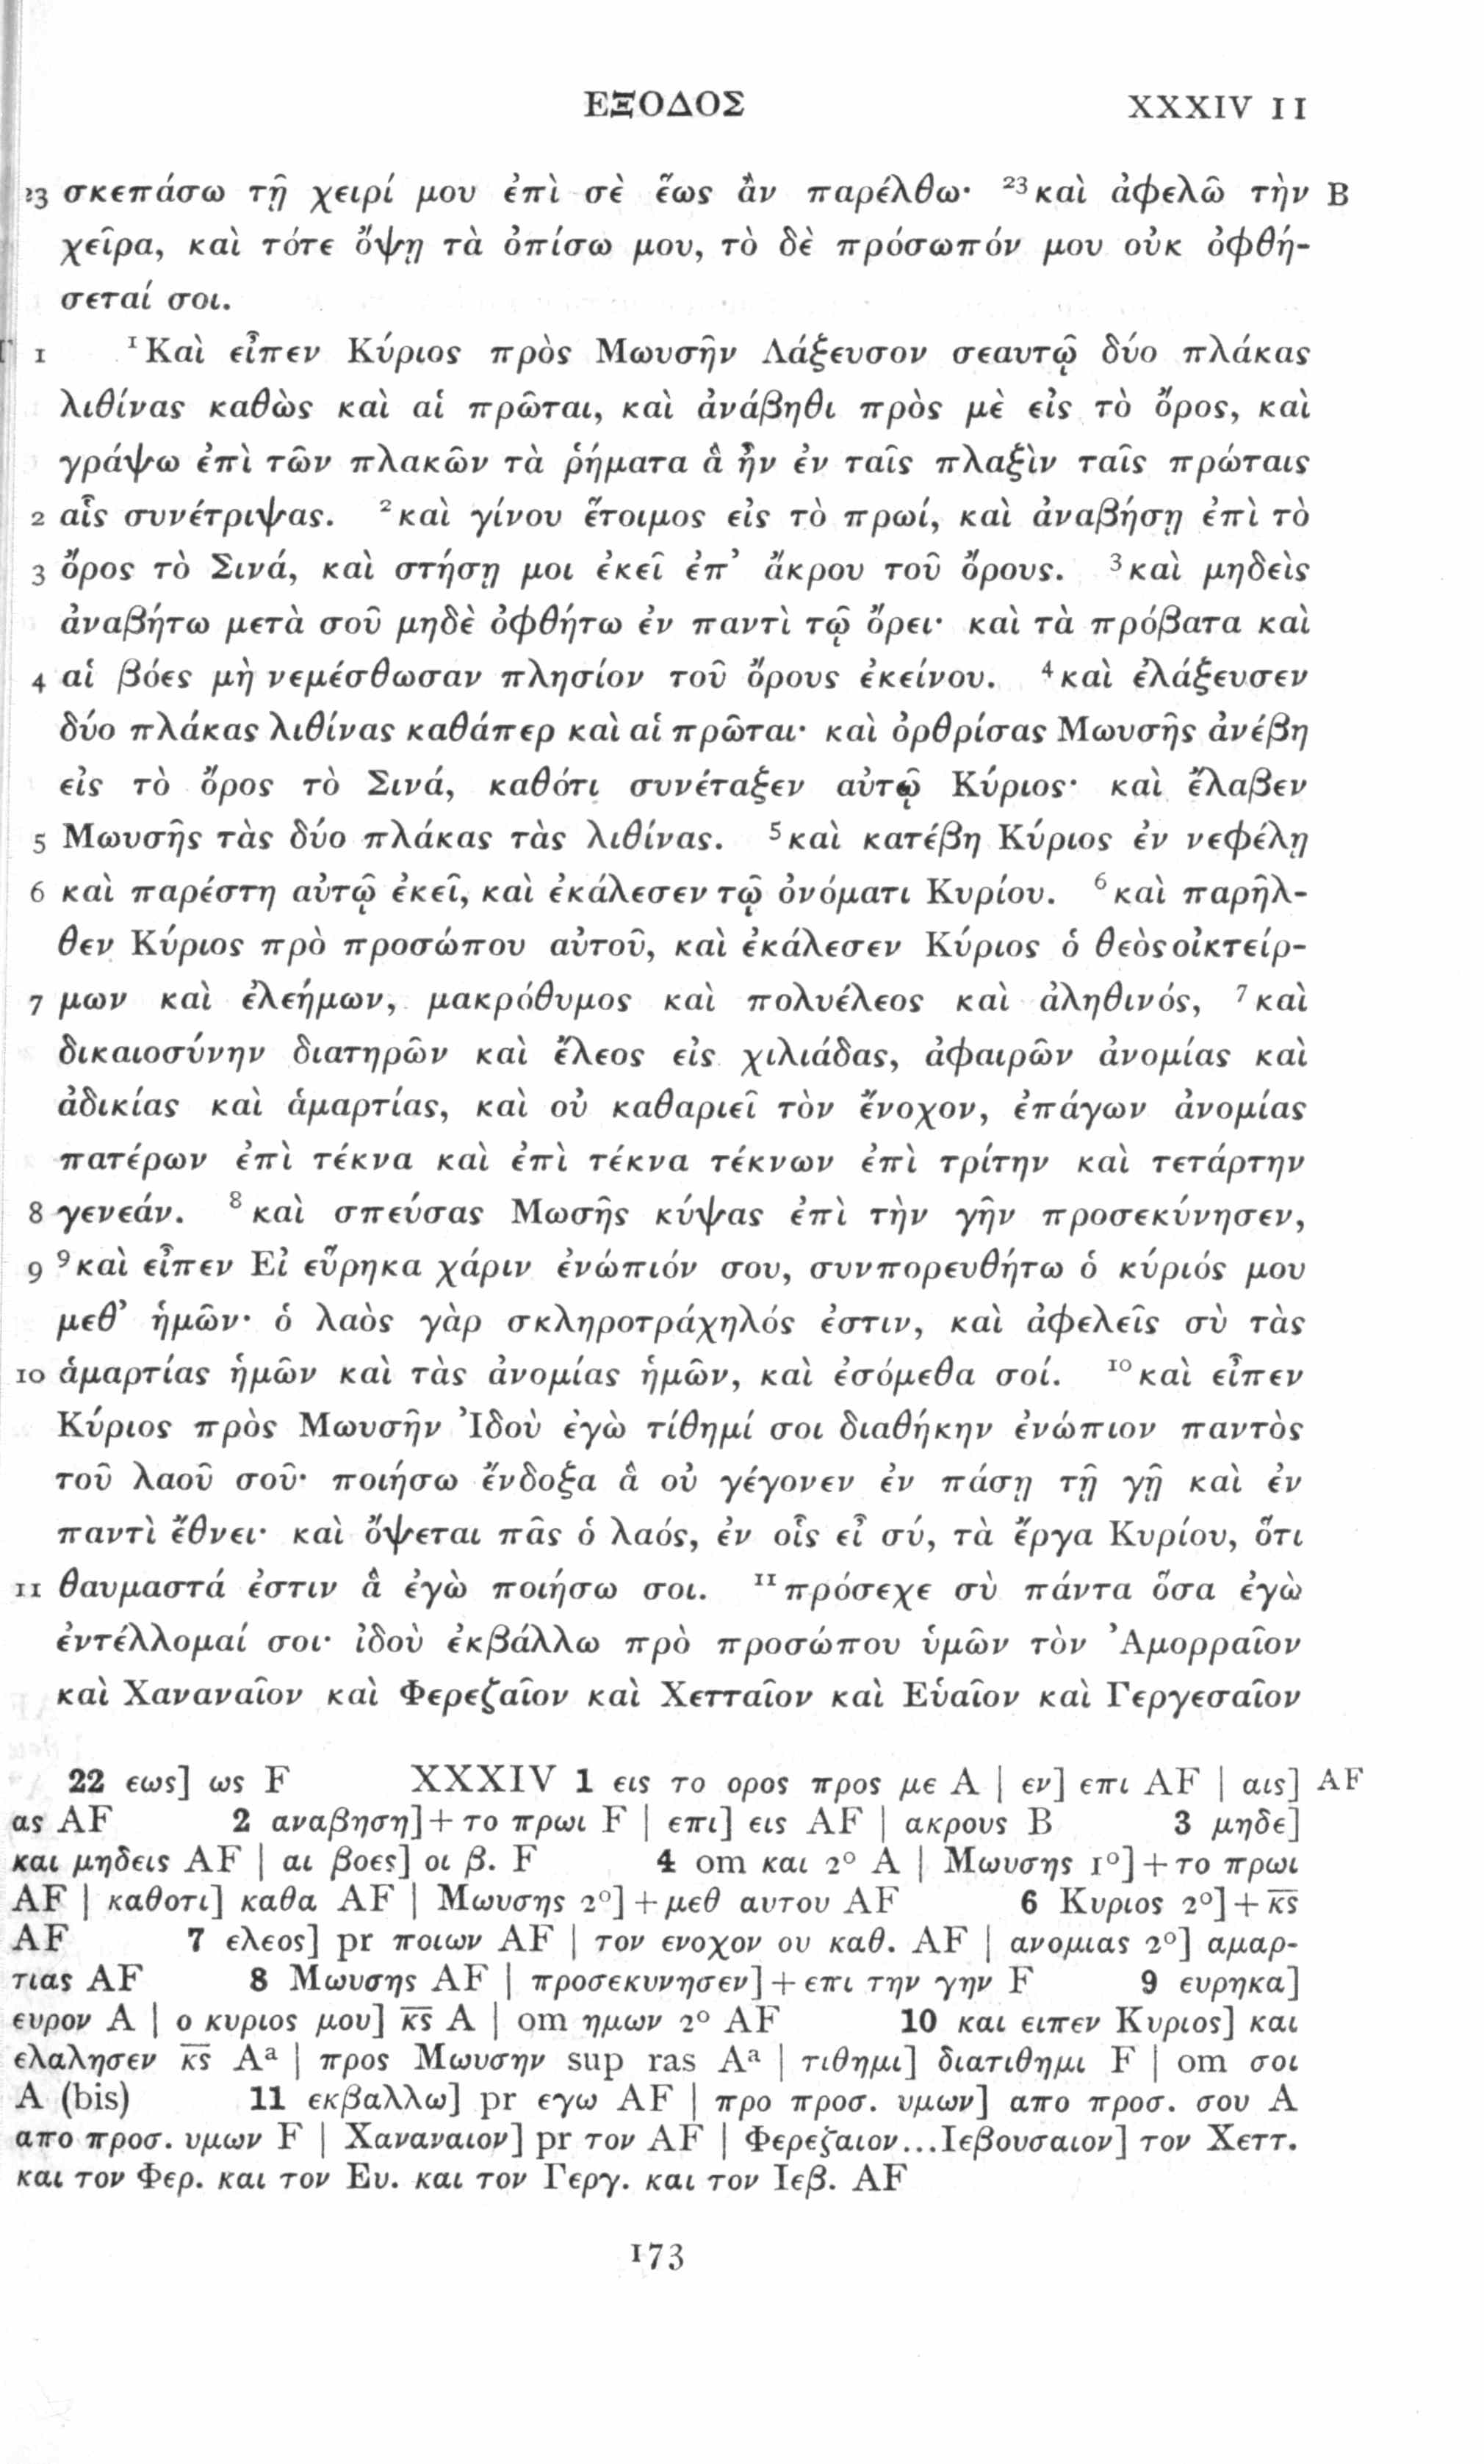 ΕΞΟΔΟΣ XXXIV 11
23 σκεπάσω τῇ χειρί μου ἐπὶ σὲ ἕως ἂν παρέλθω· ²³καὶ ἀφελῶ τὴν B
χεῖρα, καὶ τότε ὄψῃ τὰ ὀπίσω μου, τὸ δὲ πρόσωπόν μου οὐκ ὀφθή-
σεταί σοι.
1 ¹Καὶ εἶπεν Κύριος πρὸς Μωυσῆν Λάξευσον σεαυτῷ δύο πλάκας
λιθίνας καθὼς καὶ αἱ πρῶται, καὶ ἀνάβηθι πρὸς μὲ εἰς τὸ ὄρος, καὶ
γράψω ἐπὶ τῶν πλακῶν τὰ ῥήματα ἃ ἦν ἐν ταῖς πλαξὶν ταῖς πρώταις
2 αἷς συνέτριψας. ²καὶ γίνου ἕτοιμος εἰς τὸ πρωί, καὶ ἀναβήσῃ ἐπὶ τὸ
3 ὄρος τὸ Σινά, καὶ στήσῃ μοι ἐκεῖ ἐπ᾽ ἄκρου τοῦ ὄρους. ³καὶ μηδεὶς
ἀναβήτω μετὰ σοῦ μηδὲ ὀφθήτω ἐν παντὶ τῷ ὄρει· καὶ τὰ πρόβατα καὶ
4 αἱ βόες μὴ νεμέσθωσαν πλησίον τοῦ ὄρους ἐκείνου. ⁴καὶ ἐλάξευσεν
δύο πλάκας λιθίνας καθάπερ καὶ αἱ πρῶται· καὶ ὀρθρίσας Μωυσῆς ἀνέβη
εἰς τὸ ὄρος τὸ Σινά, καθότι συνέταξεν αὐτῷ Κύριος· καὶ ἔλαβεν
5 Μωυσῆς τὰς δύο πλάκας τὰς λιθίνας. ⁵καὶ κατέβη Κύριος ἐν νεφέλῃ
6 καὶ παρέστη αὐτῷ ἐκεῖ, καὶ ἐκάλεσεν τῷ ὀνόματι Κυρίου. ⁶καὶ παρῆλ-
θεν Κύριος πρὸ προσώπου αὐτοῦ, καὶ ἐκάλεσεν Κύριος ὁ θεὸς οἰκτείρ-
7 μων καὶ ἐλεήμων, μακρόθυμος καὶ πολυέλεος καὶ ἀληθινός, ⁷καὶ
δικαιοσύνην διατηρῶν καὶ ἔλεος εἰς χιλιάδας, ἀφαιρῶν ἀνομίας καὶ
ἀδικίας καὶ ἁμαρτίας, καὶ οὐ καθαριεῖ τὸν ἔνοχον, ἐπάγων ἀνομίας
πατέρων ἐπὶ τέκνα καὶ ἐπὶ τέκνα τέκνων ἐπὶ τρίτην καὶ τετάρτην
8 γενεάν. ⁸καὶ σπεύσας Μωσῆς κύψας ἐπὶ τὴν γῆν προσεκύνησεν,
9 ⁹καὶ εἶπεν Εἰ εὕρηκα χάριν ἐνώπιόν σου, συνπορευθήτω ὁ κύριός μου
μεθ᾽ ἡμῶν· ὁ λαὸς γὰρ σκληροτράχηλός ἐστιν, καὶ ἀφελεῖς σὺ τὰς
10 ἁμαρτίας ἡμῶν καὶ τὰς ἀνομίας ἡμῶν, καὶ ἐσόμεθα σοί. ¹⁰καὶ εἶπεν
Κύριος πρὸς Μωυσῆν Ἰδοὺ ἐγὼ τίθημί σοι διαθήκην ἐνώπιον παντὸς
τοῦ λαοῦ σοῦ· ποιήσω ἔνδοξα ἃ οὐ γέγονεν ἐν πάσῃ τῇ γῇ καὶ ἐν
παντὶ ἔθνει· καὶ ὄψεται πᾶς ὁ λαός, ἐν οἷς εἶ σύ, τὰ ἔργα Κυρίου, ὅτι
11 θαυμαστά ἐστιν ἃ ἐγὼ ποιήσω σοι. ¹¹πρόσεχε σὺ πάντα ὅσα ἐγὼ
ἐντέλλομαί σοι· ἰδοὺ ἐκβάλλω πρὸ προσώπου ὑμῶν τὸν Ἀμορραῖον
καὶ Χαναναῖον καὶ Φερεζαῖον καὶ Χετταῖον καὶ Εὑαῖον καὶ Γεργεσαῖον
22 εως] ως F XXXIV 1 εις το ορος προς με A | εν] επι AF | αις] AF
ας AF 2 αναβηση]+το πρωι F | επι] εις AF | ακρους B 3 μηδε]
και μηδεις AF | αι βοες] οι β. F 4 om και 2° A | Μωυσης 1°]+το πρωι
AF | καθοτι] καθα AF | Μωυσης 2°]+μεθ αυτου AF 6 Κυριος 2°]+κ̅ς̅
AF 7 ελεος] pr ποιων AF | τον ενοχον ου καθ. AF | ανομιας 2°] αμαρ-
τιας AF 8 Μωυσης AF | προσεκυνησεν]+επι την γην F 9 ευρηκα]
ευρον A | ο κυριος μου] κ̅ς̅ A | om ημων 2° AF 10 και ειπεν Κυριος] και
ελαλησεν κ̅ς̅ Aᵃ | προς Μωυσην sup ras Aᵃ | τιθημι] διατιθημι F | om σοι
A (bis) 11 εκβαλλω] pr εγω AF | προ προσ. υμων] απο προσ. σου A
απο προσ. υμων F | Χαναναιον] pr τον AF | Φερεζαιον...Ιεβουσαιον] τον Χεττ.
και τον Φερ. και τον Ευ. και τον Γεργ. και τον Ιεβ. AF
173